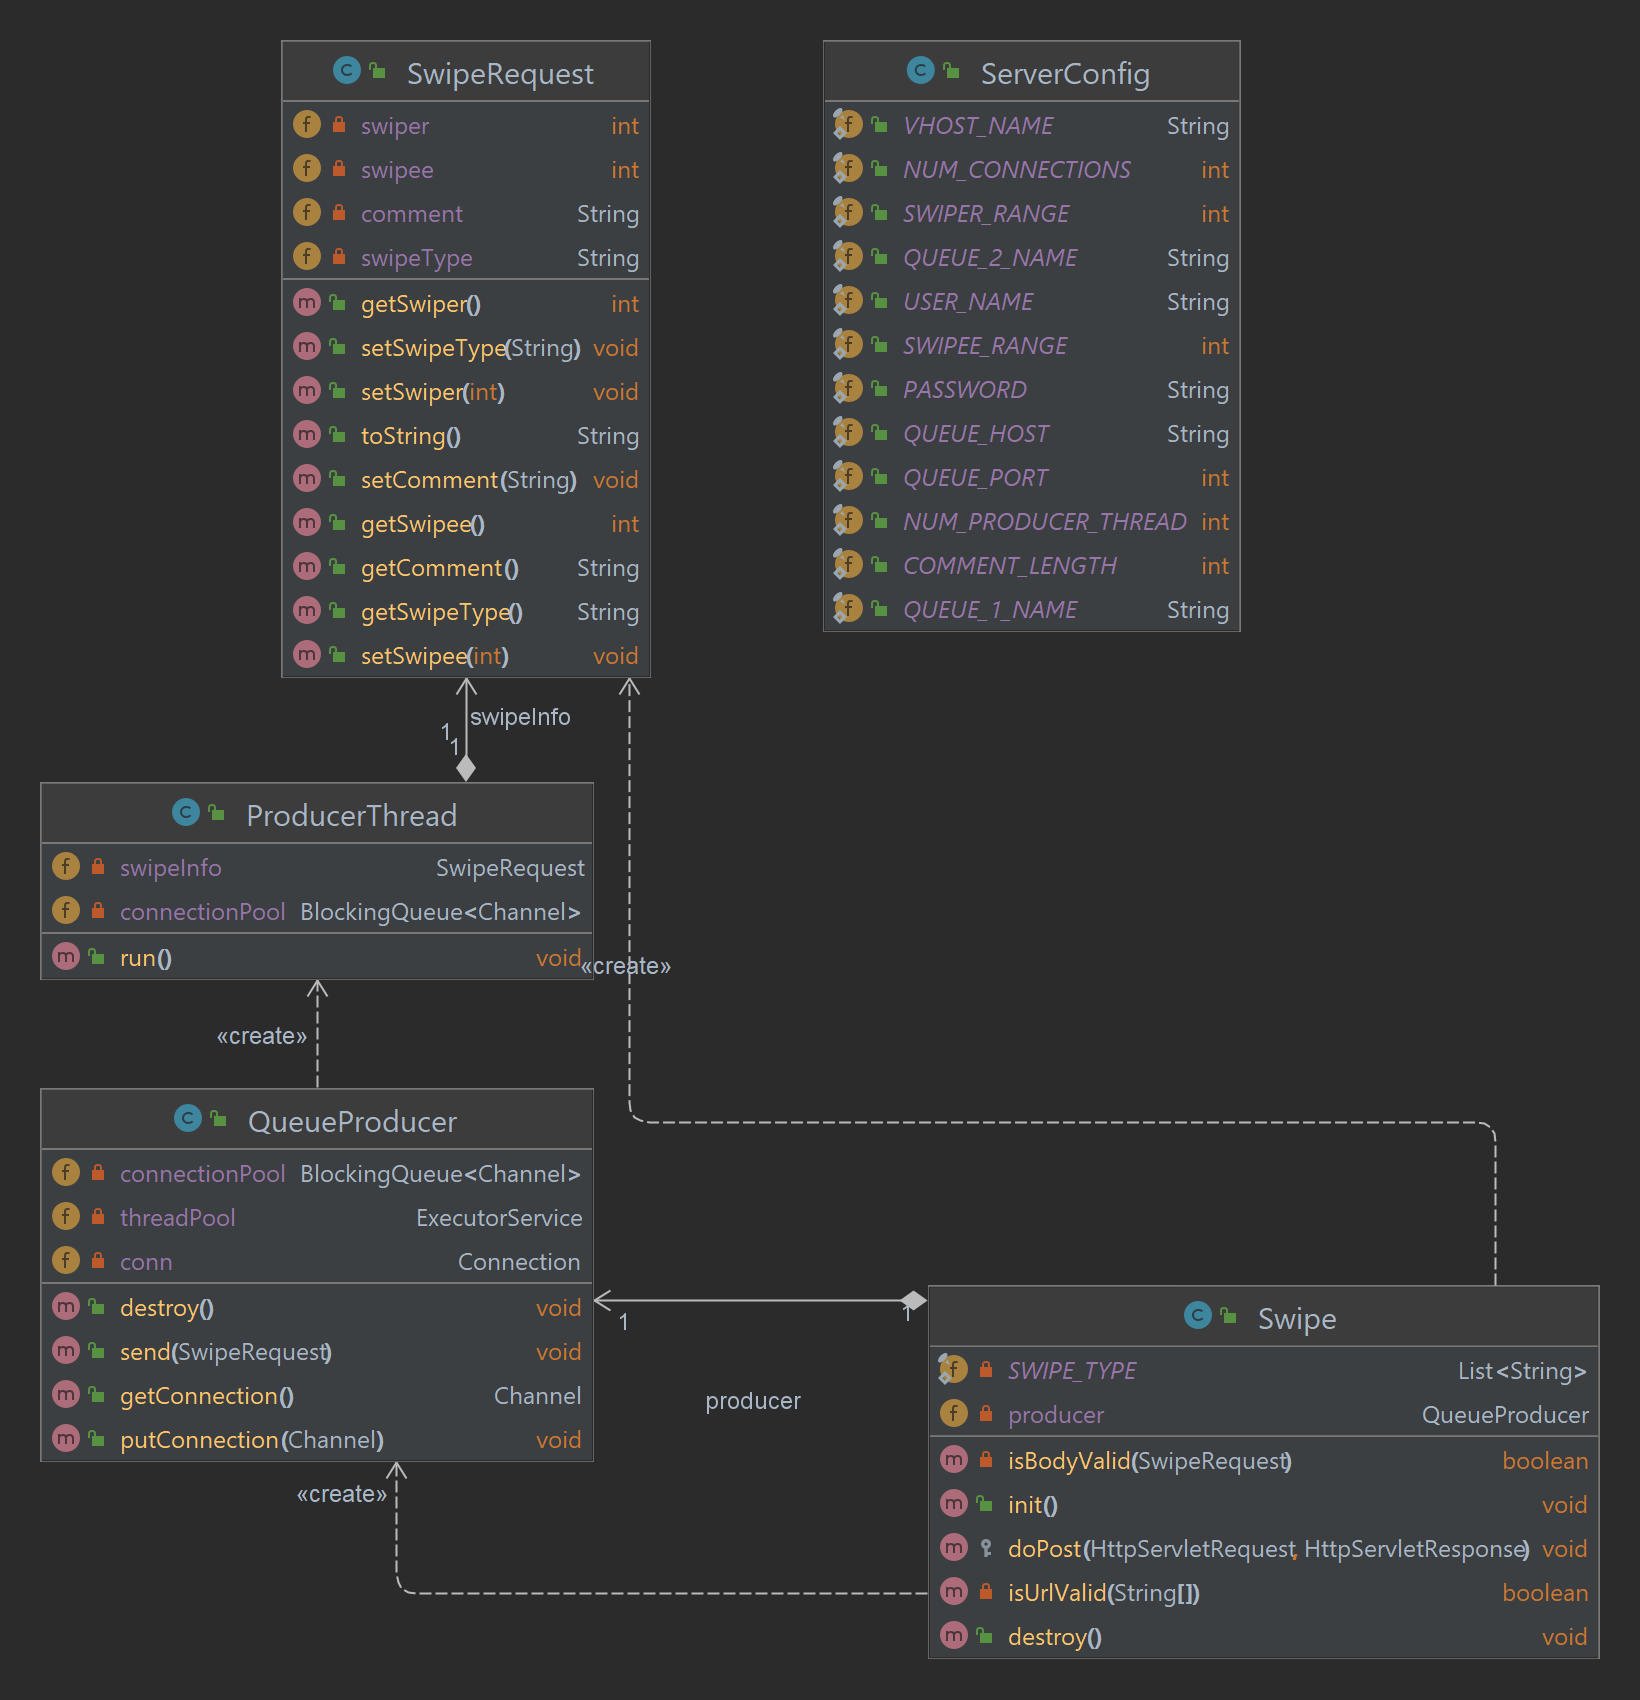 SwipeRequest
swiper int
swipee int
comment String
swipeType String
getSwiper() int
setSwipeType(String) void
setSwiper(int) void
toString() String
setComment(String) void
getSwipee() int
getComment() String
getSwipeType() String
setSwipee(int) void
ServerConfig
VHOST_NAME String
NUM_CONNECTIONS int
SWIPER_RANGE int
QUEUE_2_NAME String
USER_NAME String
SWIPEE_RANGE int
PASSWORD String
QUEUE_HOST String
QUEUE_PORT int
NUM_PRODUCER_THREAD int
COMMENT_LENGTH int
QUEUE_1_NAME String
swipeInfo
1
1
ProducerThread
swipeInfo SwipeRequest
connectionPool BlockingQueue<Channel>
run() void
«create»
«create»
QueueProducer
connectionPool BlockingQueue<Channel>
threadPool ExecutorService
conn Connection
destroy() void
send(SwipeRequest) void
getConnection() Channel
putConnection(Channel) void
1
1
producer
«create»
Swipe
SWIPE_TYPE List<String>
producer QueueProducer
isBodyValid(SwipeRequest) boolean
init() void
doPost(HttpServletRequest, HttpServletResponse) void
isUrlValid(String[]) boolean
destroy() void